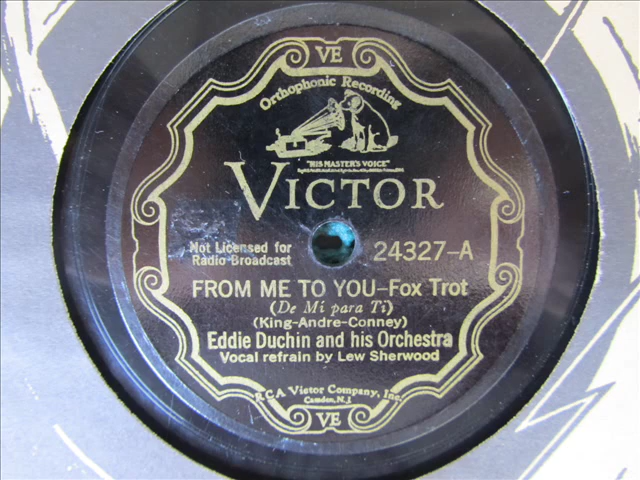 VE
Orthophonic Recording
"HIS MASTER'S VOICE"
VICTOR
Not Licensed for
Radio Broadcast
24327-A
FROM ME TO YOU-Fox Trot
(De Mí para Ti)
(King-Andre-Conney)
Eddie Duchin and his Orchestra
Vocal refrain by Lew Sherwood
RCA Victor Company, Inc.
Camden, N.J.
VE